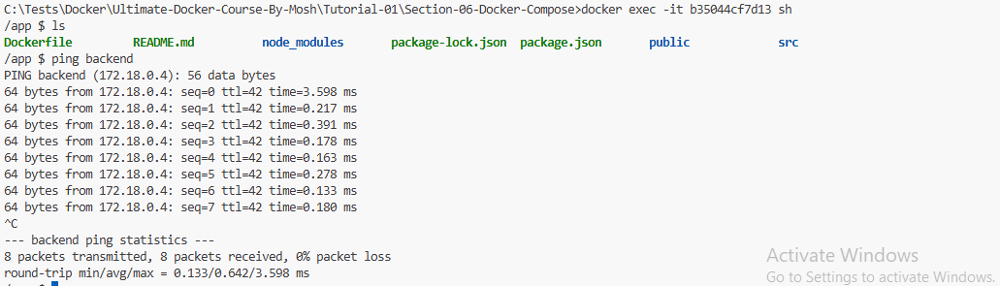 C:\Tests\Docker\Ultimate-Docker-Course-By-Mosh\Tutorial-01\Section-06-Docker-Compose>docker exec -it b35044cf7d13 sh
/app $ ls
Dockerfile README.md node_modules package-lock.json package.json public src
/app $ ping backend
PING backend (172.18.0.4): 56 data bytes
64 bytes from 172.18.0.4: seq=0 ttl=42 time=3.598 ms
64 bytes from 172.18.0.4: seq=1 ttl=42 time=0.217 ms
64 bytes from 172.18.0.4: seq=2 ttl=42 time=0.391 ms
64 bytes from 172.18.0.4: seq=3 ttl=42 time=0.178 ms
64 bytes from 172.18.0.4: seq=4 ttl=42 time=0.163 ms
64 bytes from 172.18.0.4: seq=5 ttl=42 time=0.278 ms
64 bytes from 172.18.0.4: seq=6 ttl=42 time=0.133 ms
64 bytes from 172.18.0.4: seq=7 ttl=42 time=0.180 ms
^C
--- backend ping statistics ---
8 packets transmitted, 8 packets received, 0% packet loss
round-trip min/avg/max = 0.133/0.642/3.598 ms
/app $
Activate Windows
Go to Settings to activate Windows.